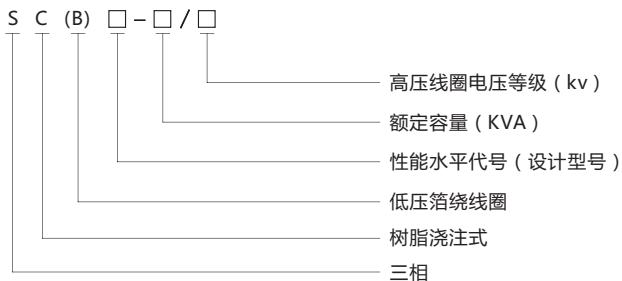 S C (B) □–□/□
高压线圈电压等级（kv）
额定容量（KVA）
性能水平代号（设计型号）
低压箔绕线圈
树脂浇注式
三相